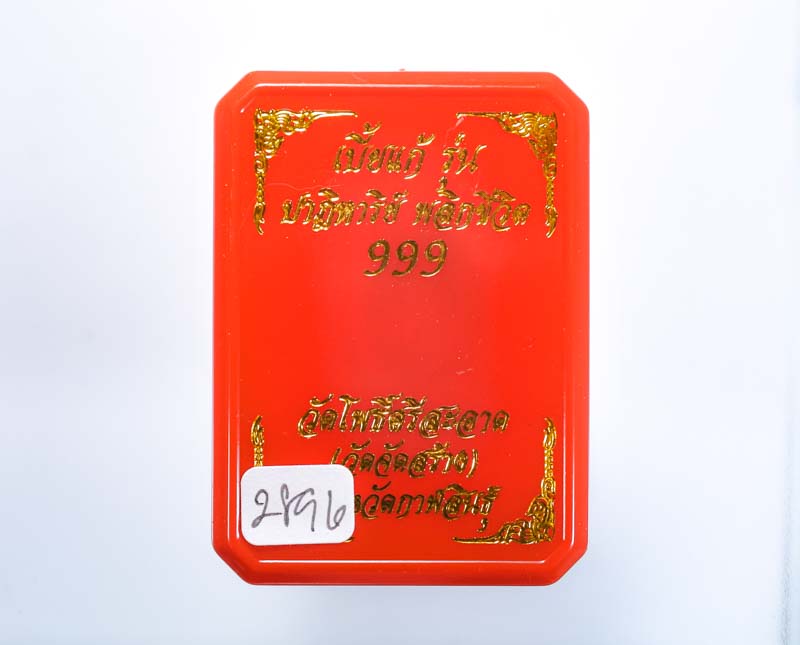 เบี้ยแก้ รุ่น
ปาฏิหาริย์ พลิกชีวิต
999
วัดโพธิ์ศรีสะอาด
(วัดจัดสร้าง)
หวัดกาฬสินธุ์
2896